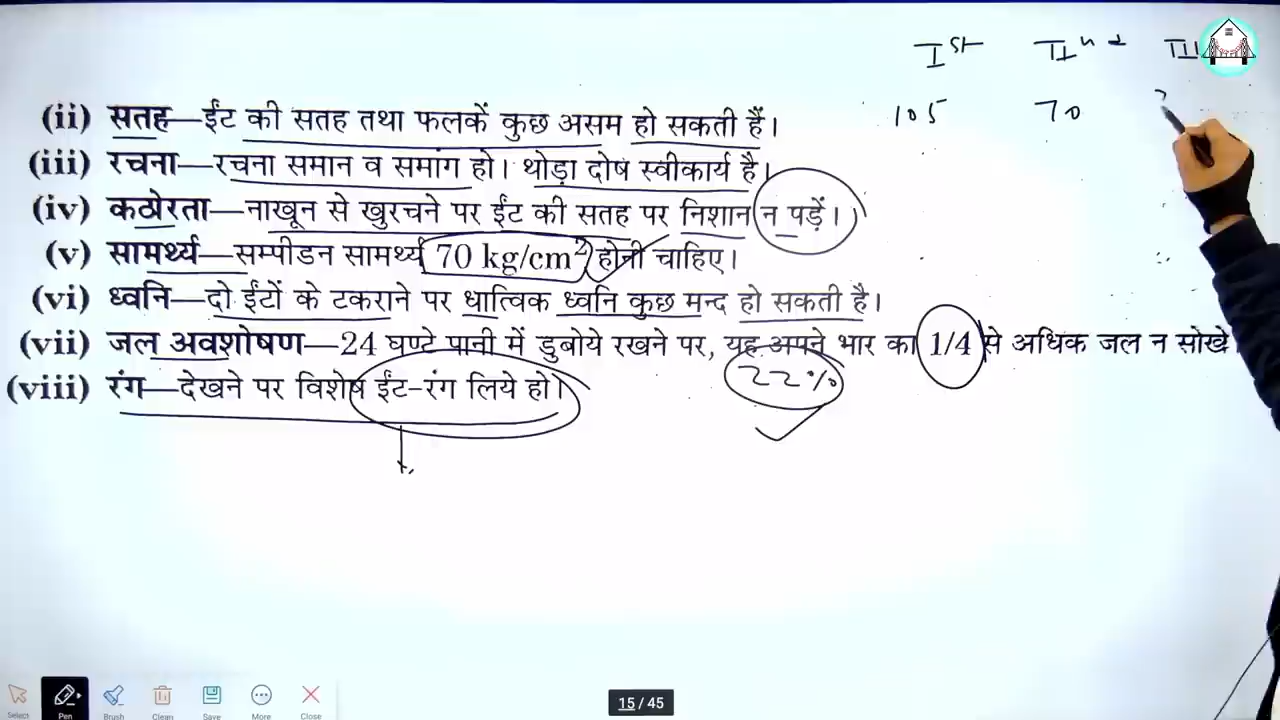 Ist IInd III
(ii) सतह—ईंट की सतह तथा फलकें कुछ असम हो सकती हैं। 105 70
(iii) रचना—रचना समान व समांग हो। थोड़ा दोष स्वीकार्य है।
(iv) कठोरता—नाखून से खुरचने पर ईंट की सतह पर निशान न पड़ें।
(v) सामर्थ्य—सम्पीडन सामर्थ्य 70 kg/cm² होनी चाहिए।
(vi) ध्वनि—दो ईंटों के टकराने पर धात्विक ध्वनि कुछ मन्द हो सकती है।
(vii) जल अवशोषण—24 घण्टे पानी में डुबोये रखने पर, यह अपने भार का 1/4 से अधिक जल न सोखे।
22%
(viii) रंग—देखने पर विशेष ईंट-रंग लिये हो।
15 / 45
Select Pen Brush Clean Save More Close